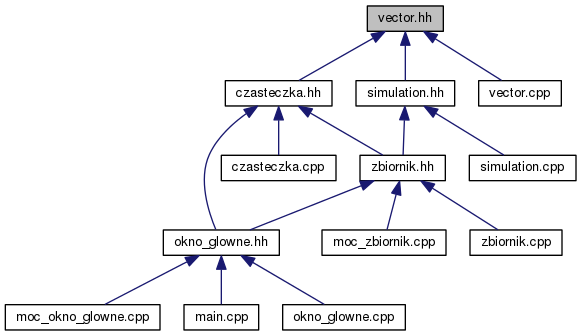 vector.hh
czasteczka.hh
simulation.hh
vector.cpp
czasteczka.cpp
zbiornik.hh
simulation.cpp
okno_glowne.hh
moc_zbiornik.cpp
zbiornik.cpp
moc_okno_glowne.cpp
main.cpp
okno_glowne.cpp